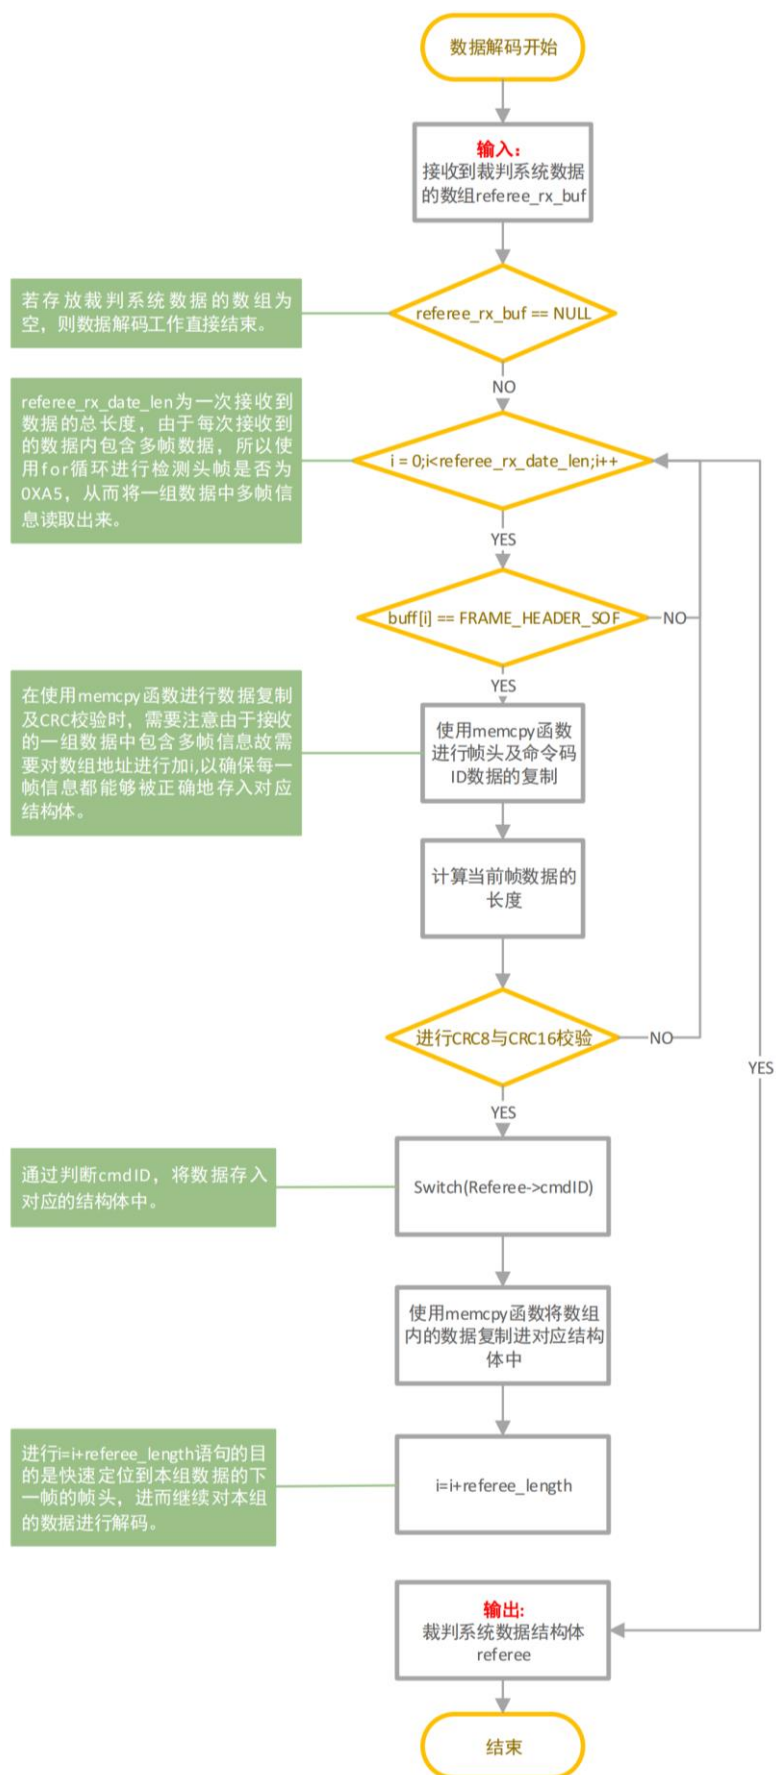 数据解码开始
输入：
接收到裁判系统数据
的数组referee_rx_buf
若存放裁判系统数据的数组为
空，则数据解码工作直接结束。
referee_rx_buf == NULL
NO
referee_rx_date_len为一次接收到
数据的总长度，由于每次接收到
的数据内包含多帧数据，所以使
用for循环进行检测头帧是否为
0XA5，从而将一组数据中多帧信
息读取出来。
i = 0;i<referee_rx_date_len;i++
YES
buff[i] == FRAME_HEADER_SOF
NO
YES
在使用memcpy函数进行数据复制
及CRC校验时，需要注意由于接收
的一组数据中包含多帧信息故需
要对数组地址进行加i,以确保每一
帧信息都能够被正确地存入对应
结构体。
使用memcpy函数
进行帧头及命令码
ID数据的复制
计算当前帧数据的
长度
进行CRC8与CRC16校验
NO
YES
YES
通过判断cmdID，将数据存入
对应的结构体中。
Switch(Referee->cmdID)
使用memcpy函数将数组
内的数据复制进对应结构
体中
进行i=i+referee_length语句的目
的是快速定位到本组数据的下
一帧的帧头，进而继续对本组
的数据进行解码。
i=i+referee_length
输出:
裁判系统数据结构体
referee
结束